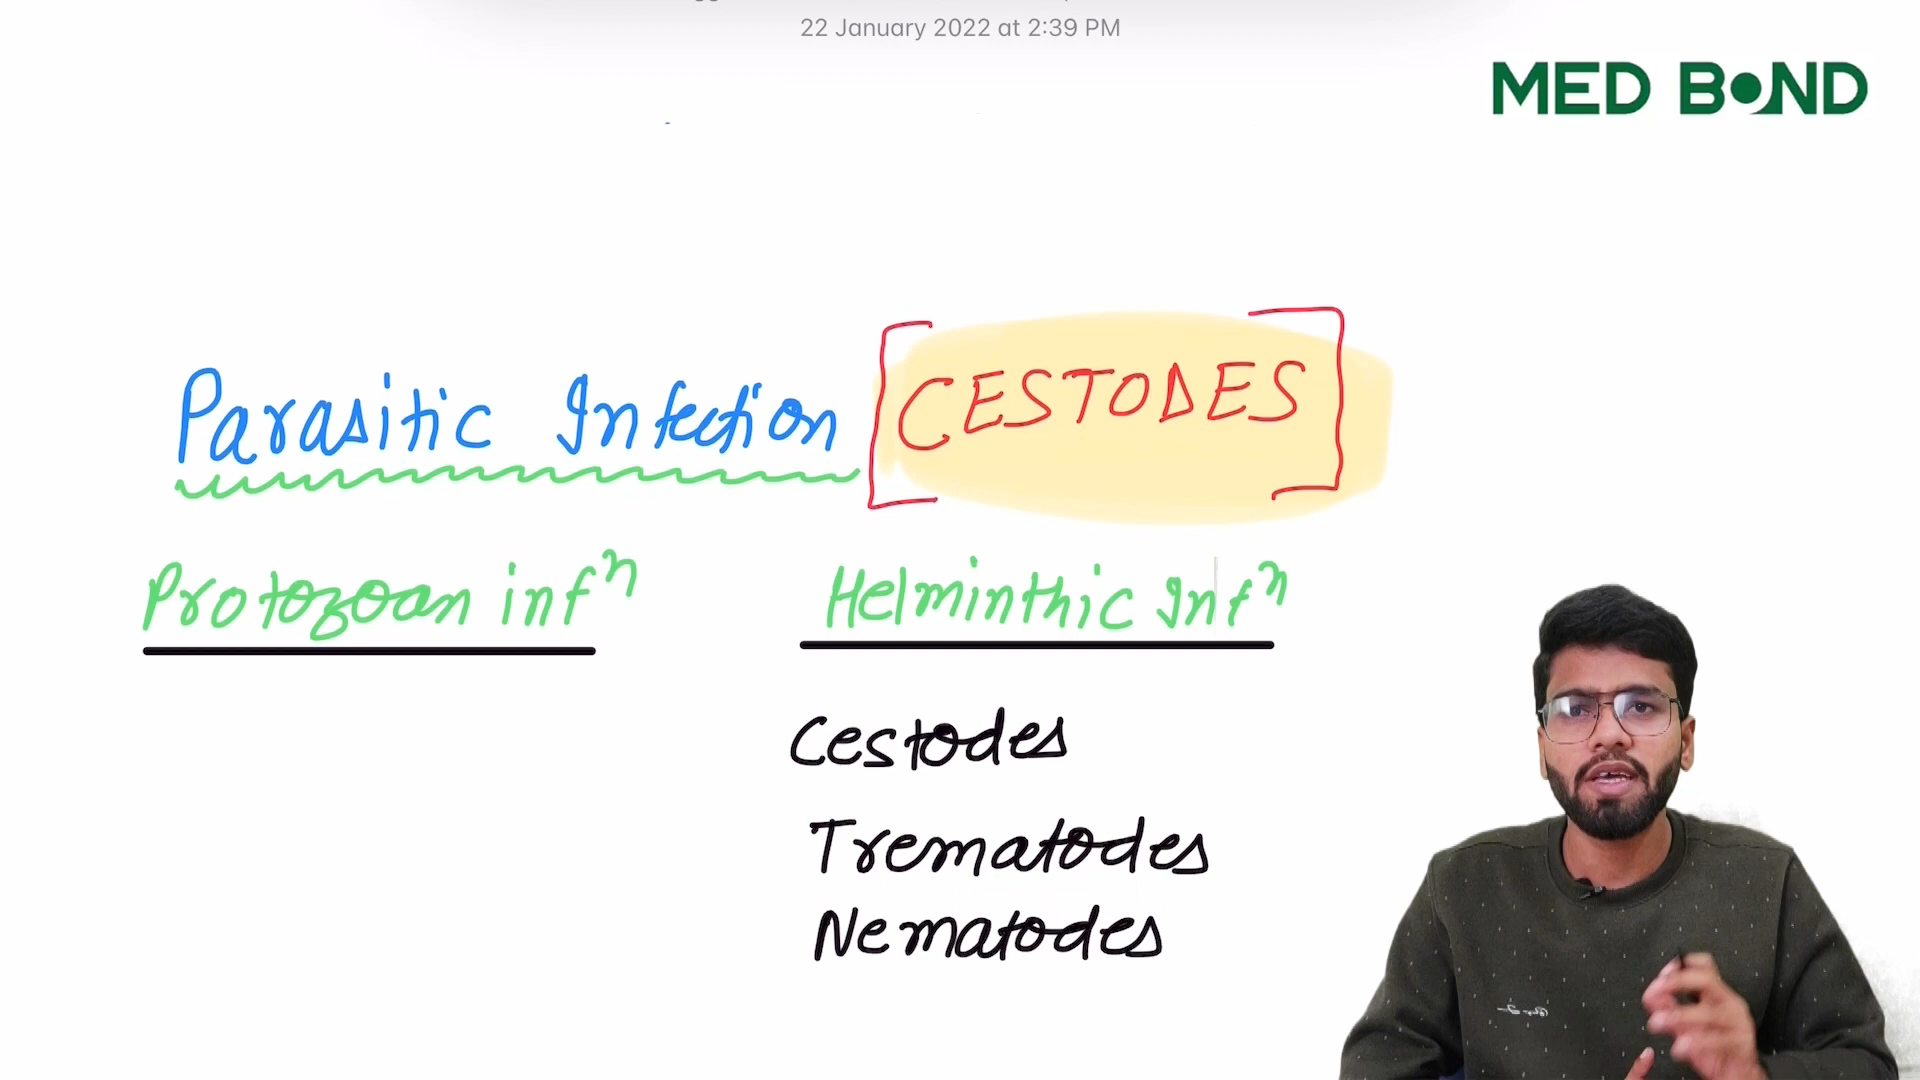 22 January 2022 at 2:39 PM
MED BOND
Parasitic Infection [CESTODES]
Protozoan infⁿ
Helminthic Infⁿ
Cestodes
Trematodes
Nematodes